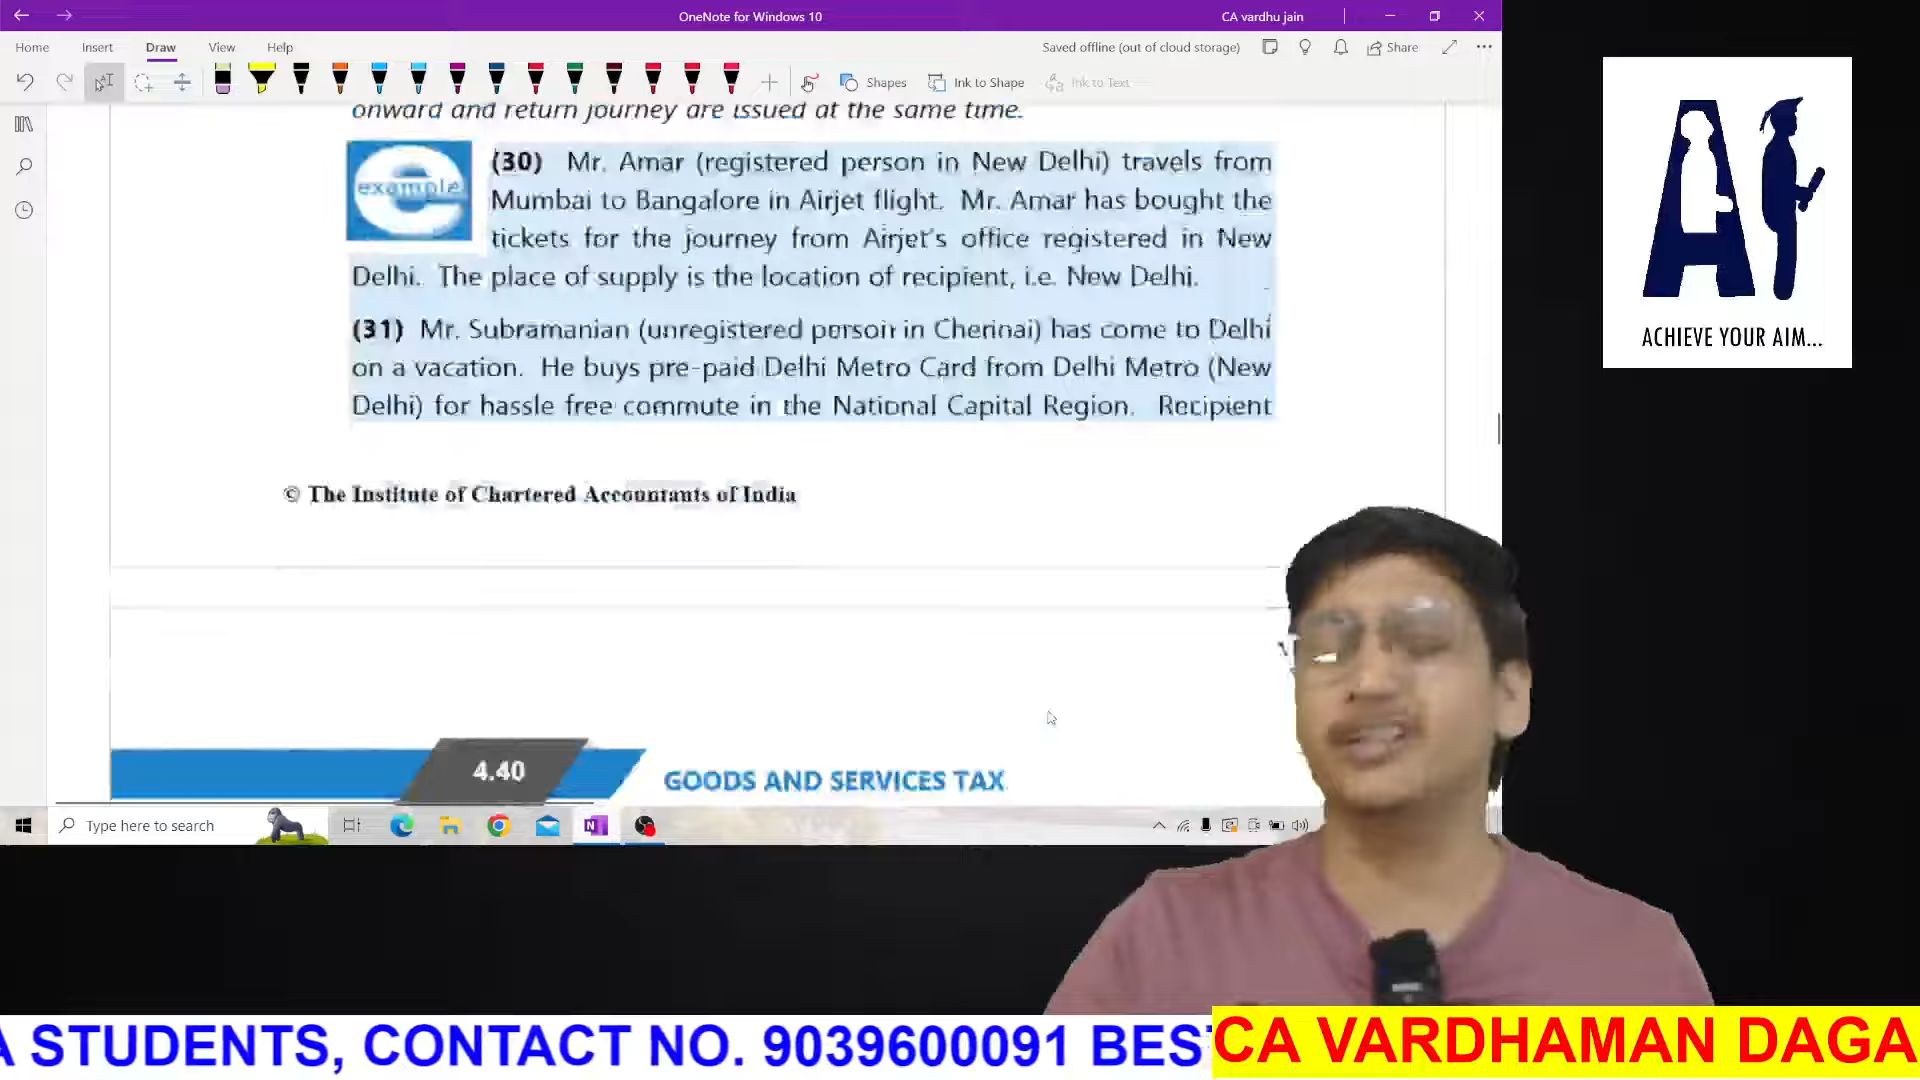 OneNote for Windows 10
CA vardhu jain
Home Insert Draw View Help
Saved offline (out of cloud storage)
Share
Shapes
Ink to Shape
Ink to Text
onward and return journey are issued at the same time.
example
(30) Mr. Amar (registered person in New Delhi) travels from
Mumbai to Bangalore in Airjet flight. Mr. Amar has bought the
tickets for the journey from Airjet's office registered in New
Delhi. The place of supply is the location of recipient, i.e. New Delhi.
(31) Mr. Subramanian (unregistered person in Chennai) has come to Delhi
on a vacation. He buys pre-paid Delhi Metro Card from Delhi Metro (New
Delhi) for hassle free commute in the National Capital Region. Recipient
© The Institute of Chartered Accountants of India
4.40
GOODS AND SERVICES TAX
Type here to search
ACHIEVE YOUR AIM...
A STUDENTS, CONTACT NO. 9039600091 BEST
CA VARDHAMAN DAGA